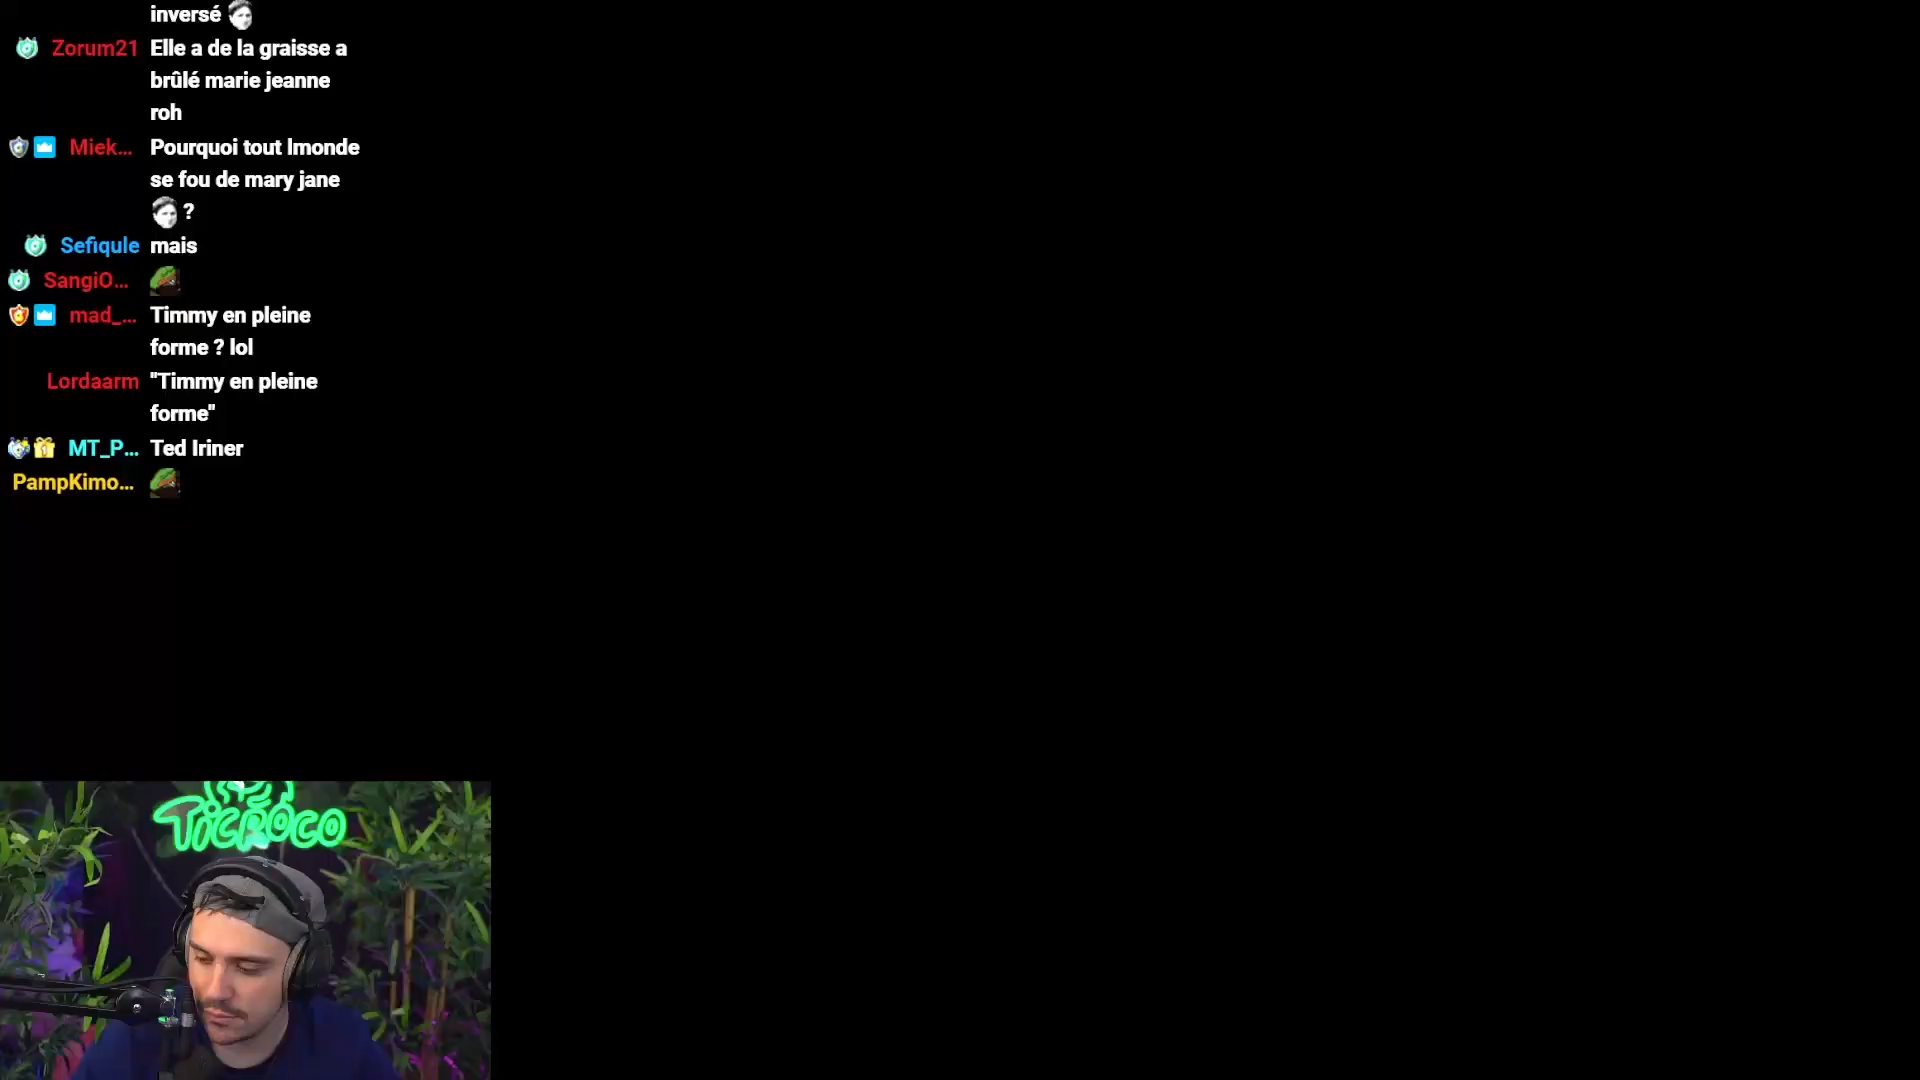 inversé
Zorum21 Elle a de la graisse a
brûlé marie jeanne
roh
Miek... Pourquoi tout lmonde
se fou de mary jane
?
Sefiqule mais
SangiO...
mad_... Timmy en pleine
forme ? lol
Lordaarm "Timmy en pleine
forme"
MT_P... Ted Iriner
PampKimo...
TicRoco